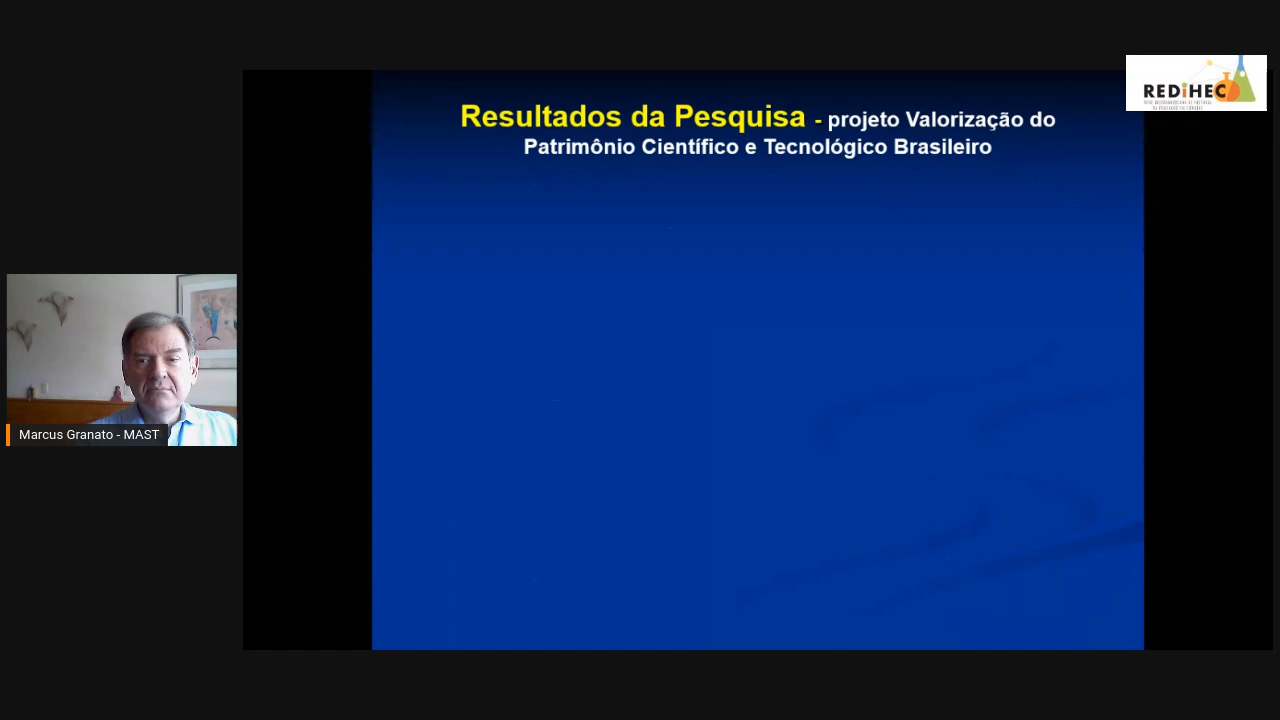 REDiHEC
Resultados da Pesquisa - projeto Valorização do
Patrimônio Científico e Tecnológico Brasileiro
Marcus Granato - MAST